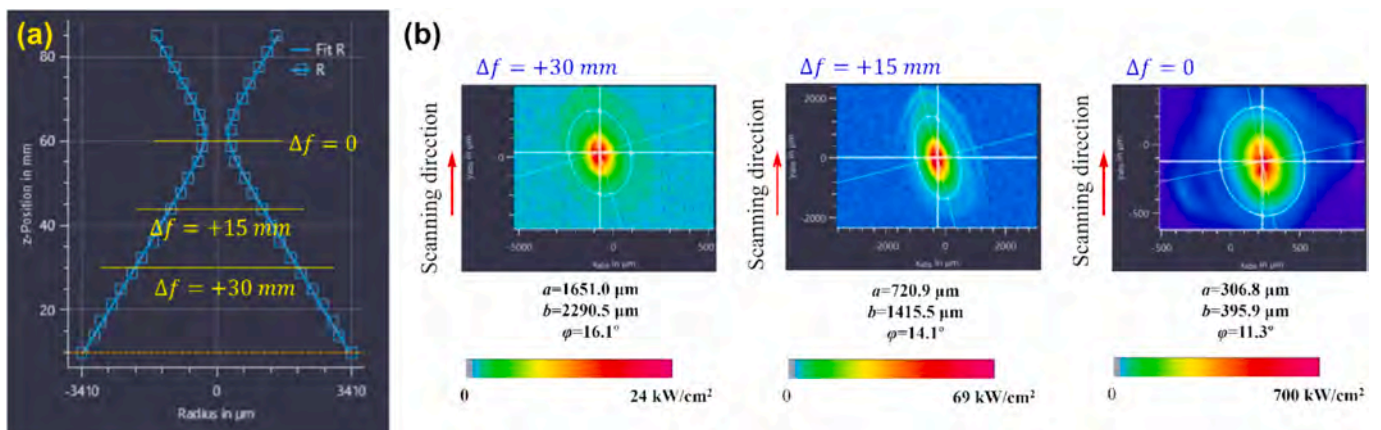 (a)
Fit R
R
80
60
40
20
z-Position in mm
Δf = 0
Δf = +15 mm
Δf = +30 mm
-3410
0
3410
Radius in µm
(b)
Δf = +30 mm
Scanning direction
0
-5000
0
500
a=1651.0 µm
b=2290.5 µm
φ=16.1°
0
24 kW/cm²
Δf = +15 mm
Scanning direction
2000
0
-2000
-2000
0
2000
a=720.9 µm
b=1415.5 µm
φ=14.1°
0
69 kW/cm²
Δf = 0
Scanning direction
0
-500
-500
0
500
a=306.8 µm
b=395.9 µm
φ=11.3°
0
700 kW/cm²